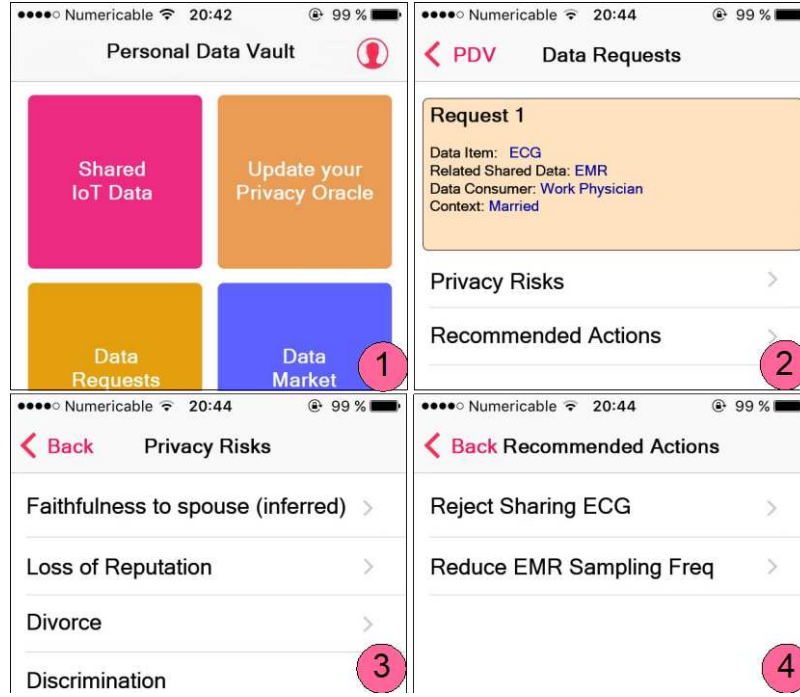 Numericable 20:42 99 %
Personal Data Vault
Shared
IoT Data
Update your
Privacy Oracle
Data
Requests
Data
Market
1
Numericable 20:44 99 %
PDV Data Requests
Request 1
Data Item: ECG
Related Shared Data: EMR
Data Consumer: Work Physician
Context: Married
Privacy Risks
Recommended Actions
2
Numericable 20:44 99 %
Back Privacy Risks
Faithfulness to spouse (inferred)
Loss of Reputation
Divorce
Discrimination
3
Numericable 20:44 99 %
Back Recommended Actions
Reject Sharing ECG
Reduce EMR Sampling Freq
4